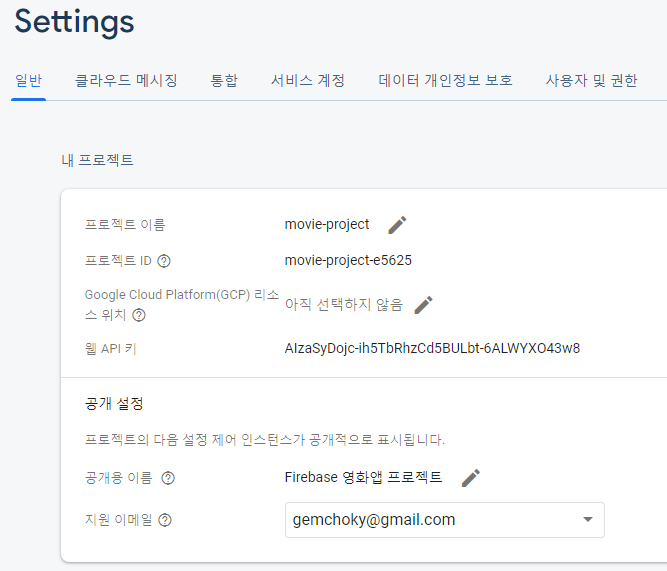 Settings
일반 클라우드 메시징 통합 서비스 계정 데이터 개인정보 보호 사용자 및 권한
내 프로젝트
프로젝트 이름 movie-project
프로젝트 ID movie-project-e5625
Google Cloud Platform(GCP) 리소
스 위치 아직 선택하지 않음
웹 API 키 AIzaSyDojc-ih5TbRhzCd5BULbt-6ALWYXO43w8
공개 설정
프로젝트의 다음 설정 제어 인스턴스가 공개적으로 표시됩니다.
공개용 이름 Firebase 영화앱 프로젝트
지원 이메일 gemchoky@gmail.com